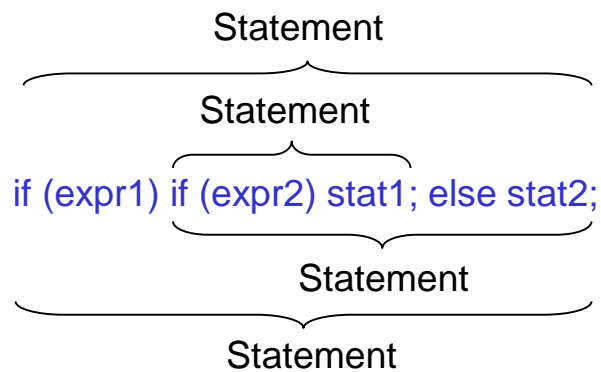 Statement
Statement
if (expr1) if (expr2) stat1; else stat2;
Statement
Statement